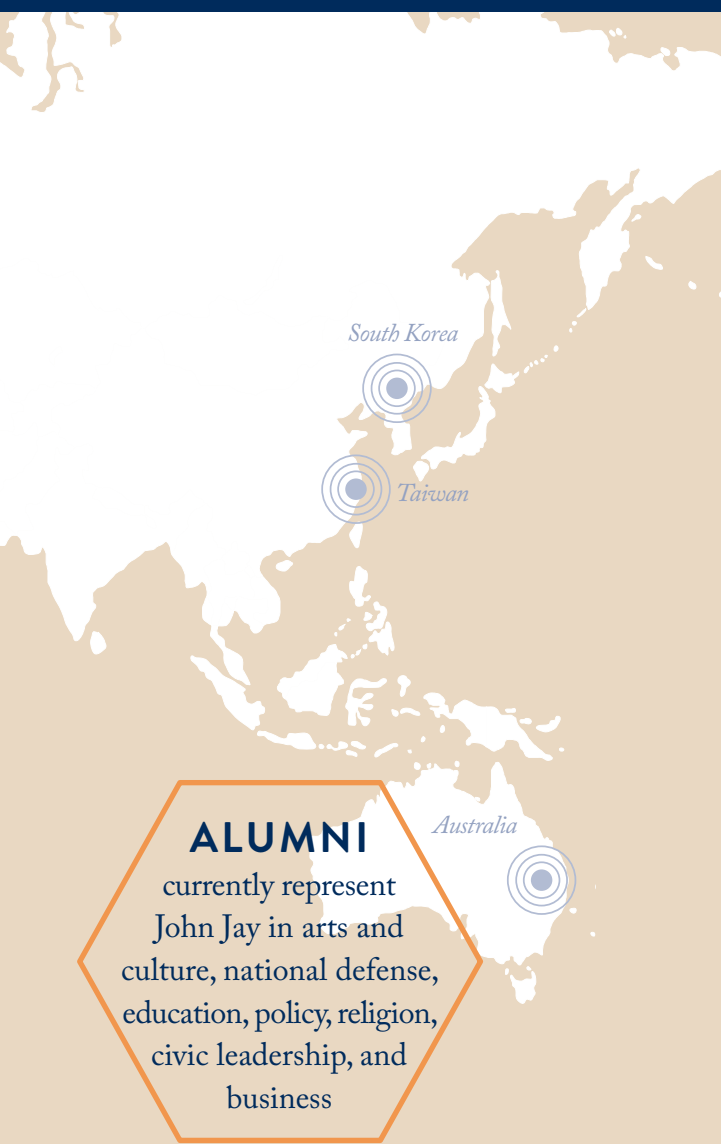 South Korea
Taiwan
Australia
ALUMNI
currently represent
John Jay in arts and
culture, national defense,
education, policy, religion,
civic leadership, and
business